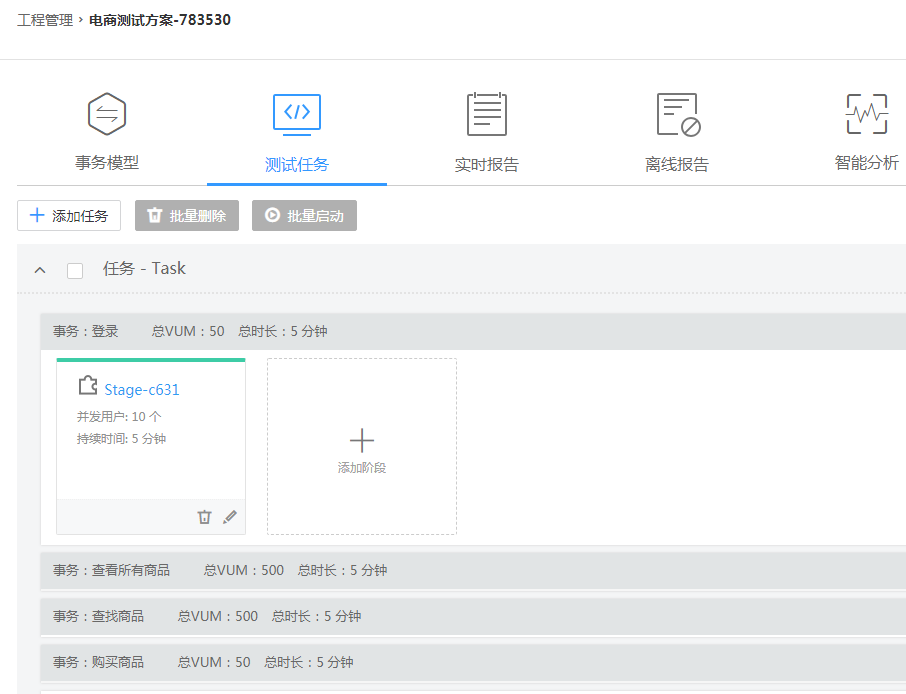 工程管理 › 电商测试方案-783530
事务模型 测试任务 实时报告 离线报告 智能分析
添加任务 批量删除 批量启动
任务 - Task
事务：登录 总VUM：50 总时长：5 分钟
Stage-c631
并发用户: 10 个
持续时间: 5 分钟
添加阶段
事务：查看所有商品 总VUM：500 总时长：5 分钟
事务：查找商品 总VUM：500 总时长：5 分钟
事务：购买商品 总VUM：50 总时长：5 分钟